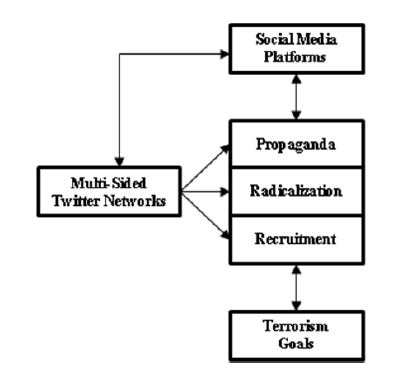 Social Media
Platforms
Propaganda
Multi-Sided
Twitter Networks
Radicalization
Recruitment
Terrorism
Goals